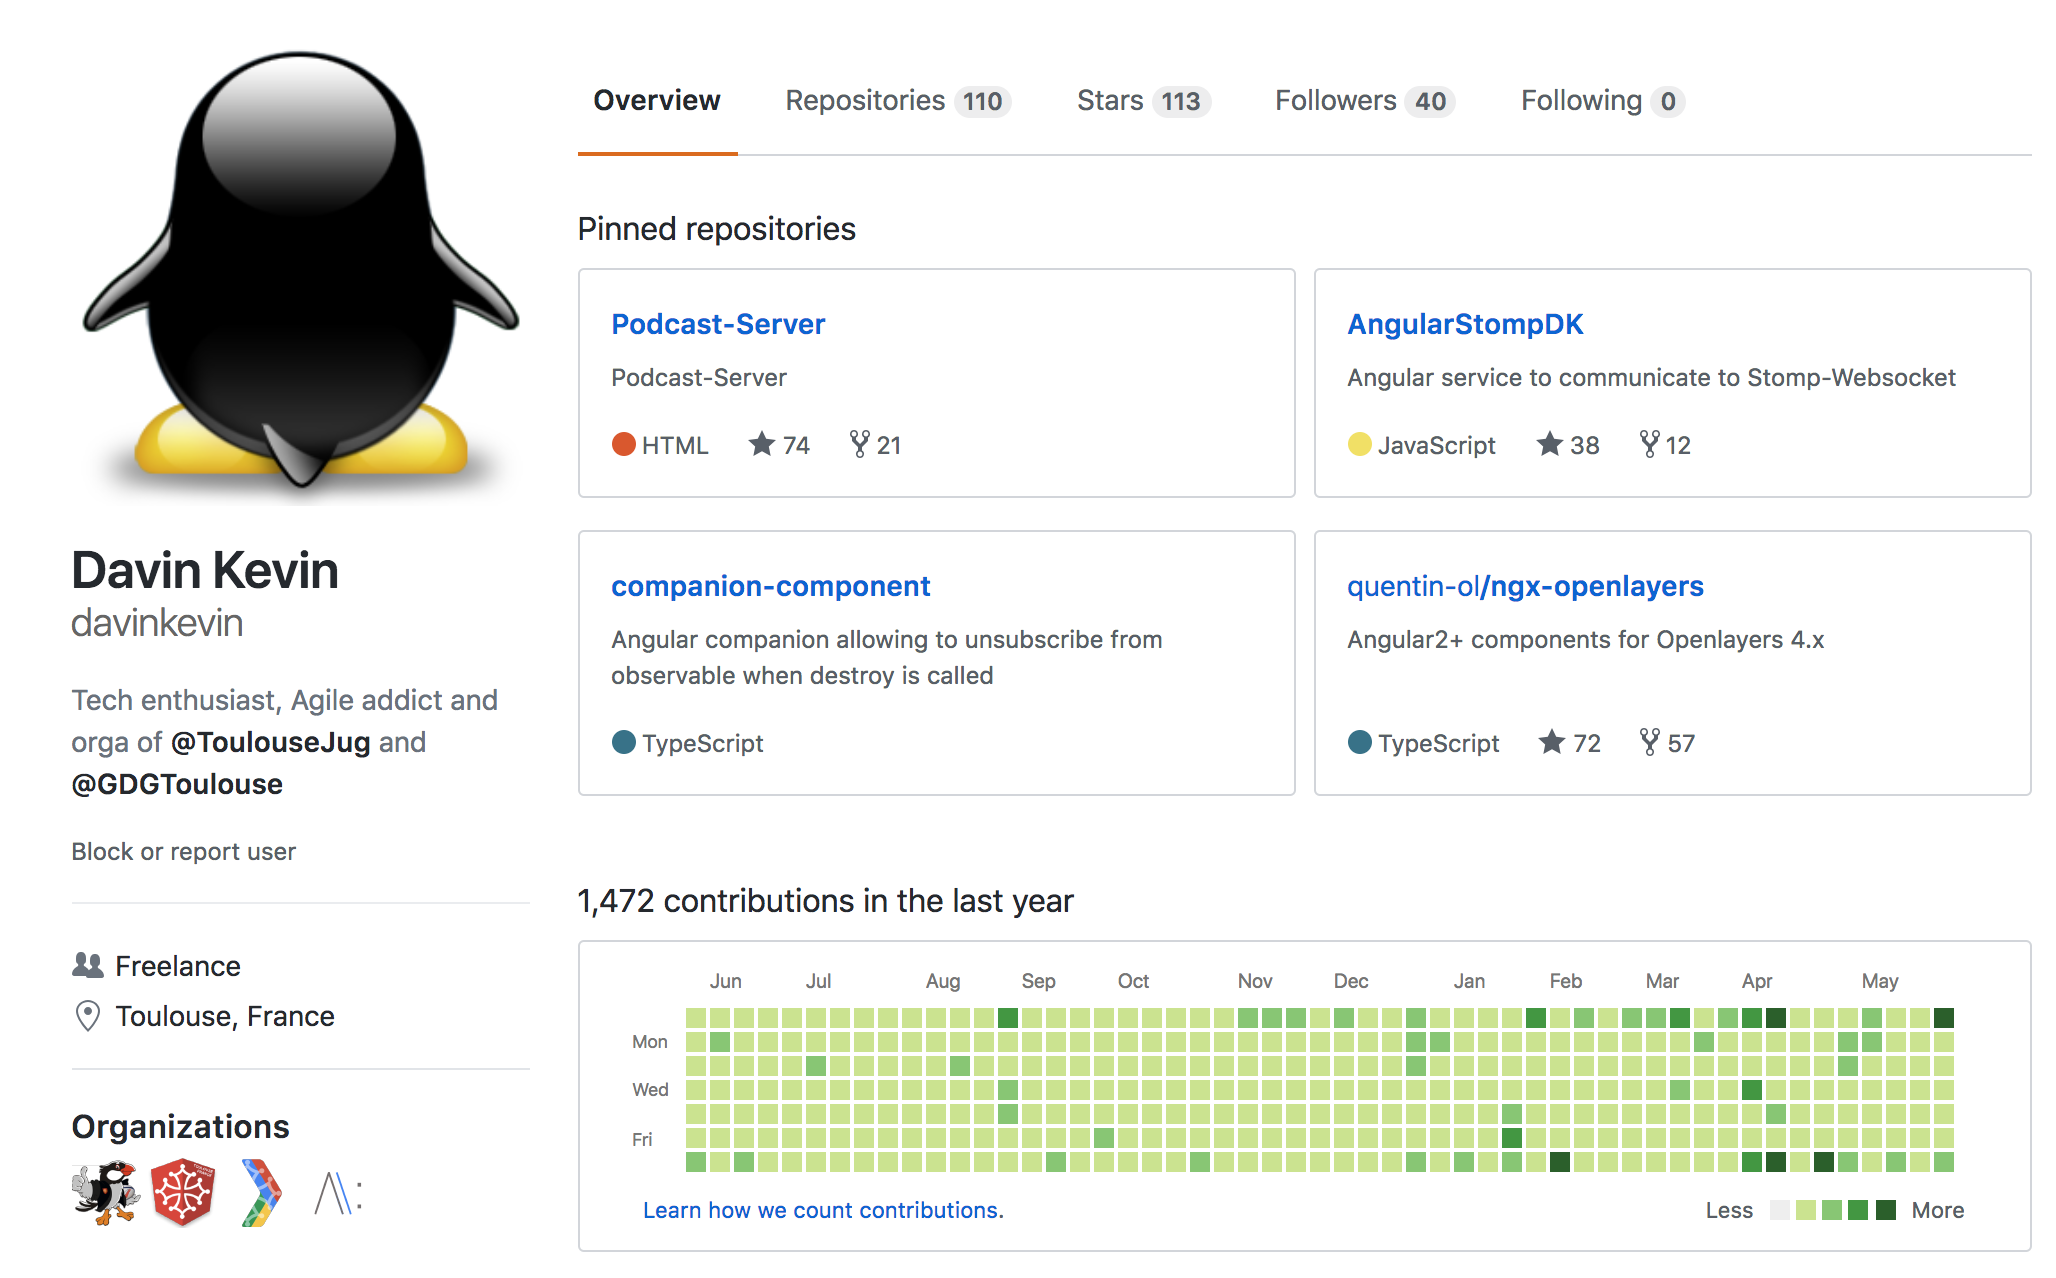 Overview Repositories 110 Stars 113 Followers 40 Following 0
Pinned repositories
Podcast-Server
Podcast-Server
HTML 74 21
AngularStompDK
Angular service to communicate to Stomp-Websocket
JavaScript 38 12
companion-component
Angular companion allowing to unsubscribe from
observable when destroy is called
TypeScript
quentin-ol/ngx-openlayers
Angular2+ components for Openlayers 4.x
TypeScript 72 57
Davin Kevin
davinkevin
Tech enthusiast, Agile addict and
orga of @ToulouseJug and
@GDGToulouse
Block or report user
Freelance
Toulouse, France
Organizations
1,472 contributions in the last year
Jun Jul Aug Sep Oct Nov Dec Jan Feb Mar Apr May
Mon
Wed
Fri
Learn how we count contributions.
Less More